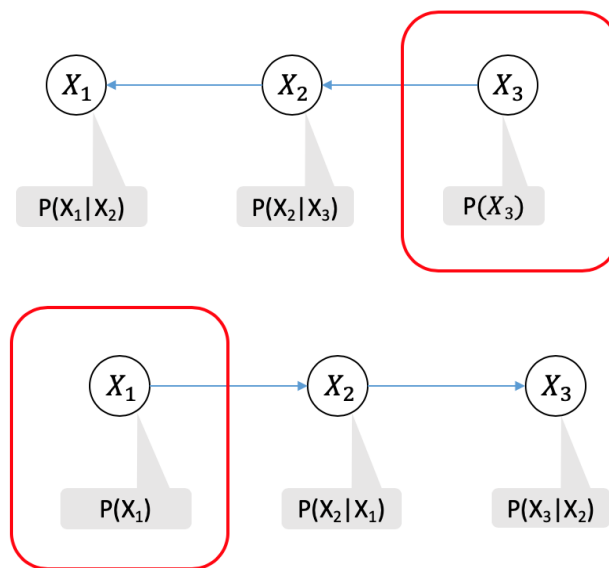 X₁ X₂ X₃
P(X₁|X₂) P(X₂|X₃) P(X₃)
X₁ X₂ X₃
P(X₁) P(X₂|X₁) P(X₃|X₂)